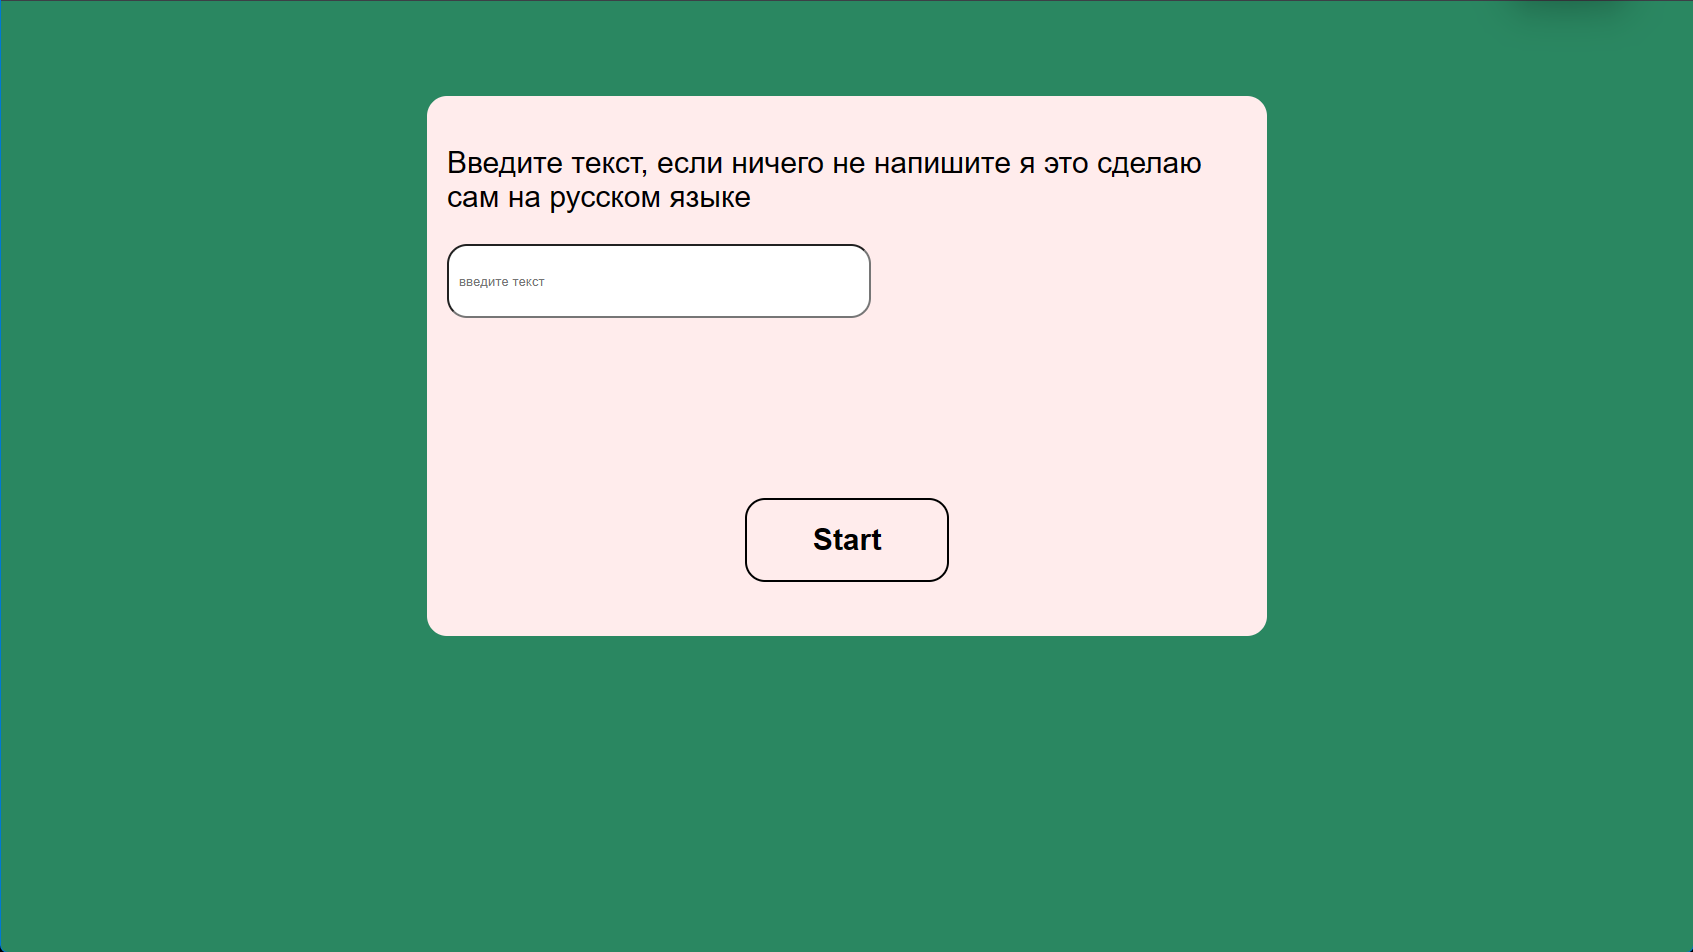 Введите текст, если ничего не напишите я это сделаю
сам на русском языке
введите текст
Start